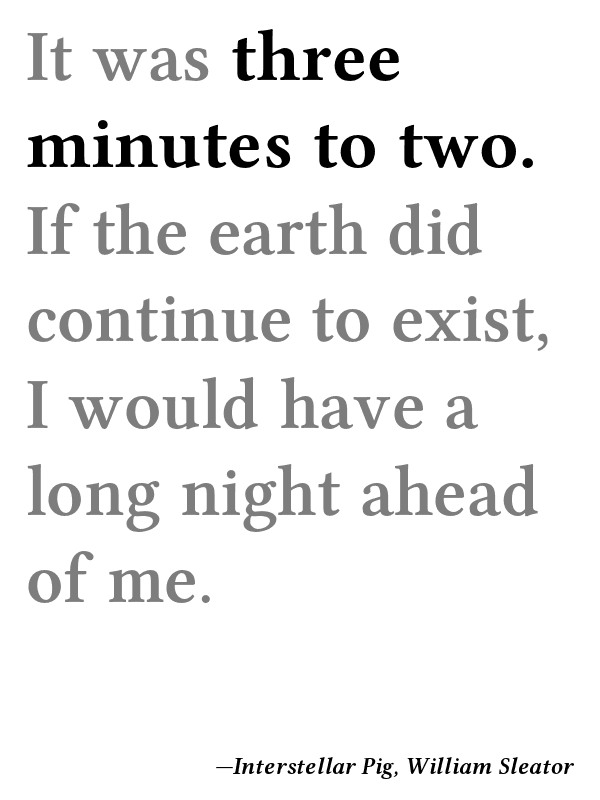 It was three
minutes to two.
If the earth did
continue to exist,
I would have a
long night ahead
of me.
—Interstellar Pig, William Sleator